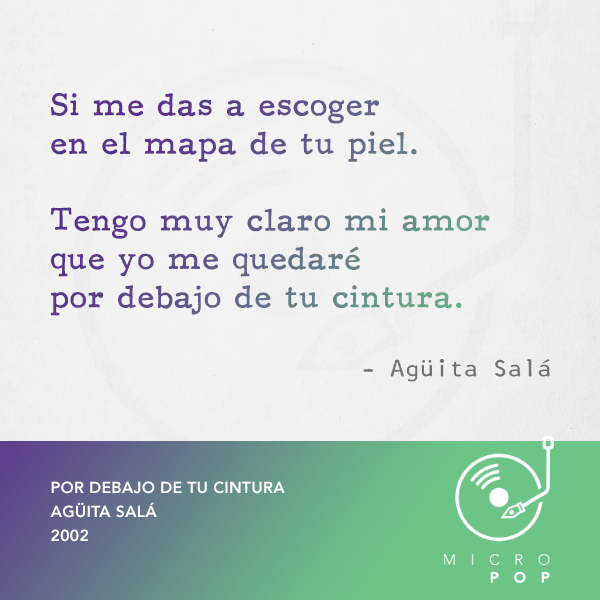 Si me das a escoger
en el mapa de tu piel.
Tengo muy claro mi amor
que yo me quedaré
por debajo de tu cintura.
– Agüita Salá
POR DEBAJO DE TU CINTURA
AGÜITA SALÁ
2002
MICRO
POP